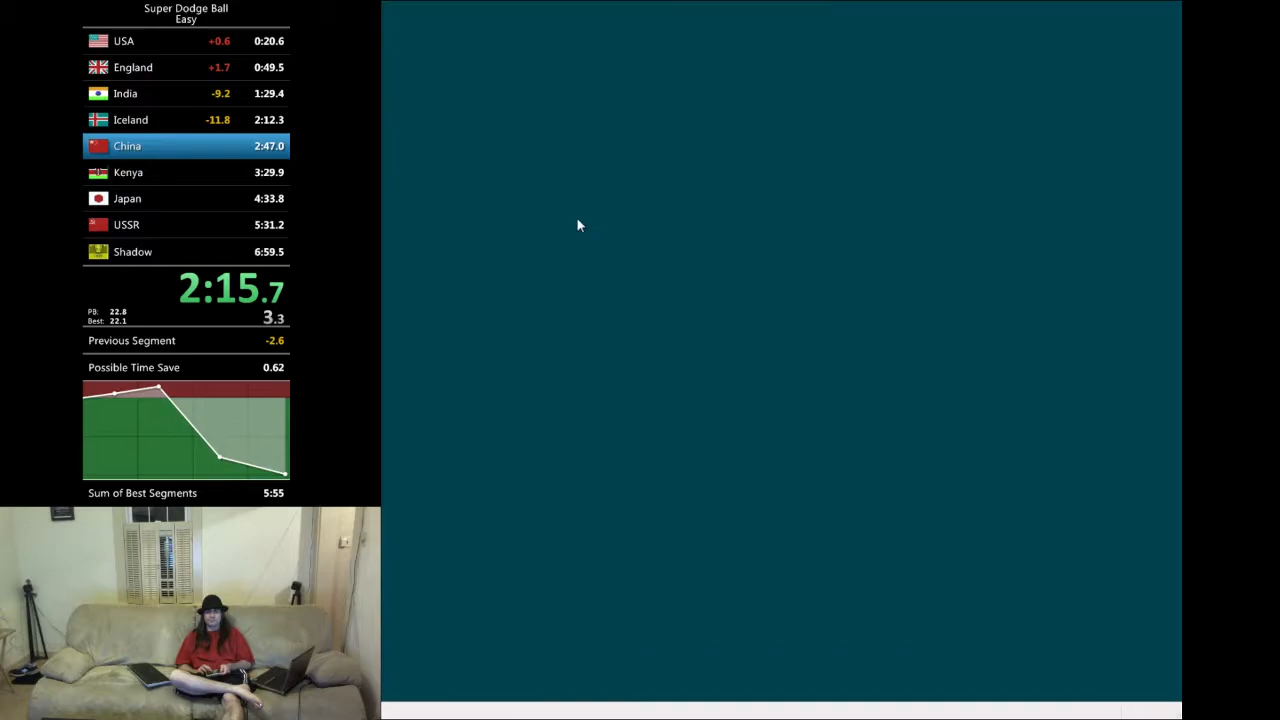 Super Dodge Ball
Easy
USA +0.6 0:20.6
England +1.7 0:49.5
India -9.2 1:29.4
Iceland -11.8 2:12.3
China 2:47.0
Kenya 3:29.9
Japan 4:33.8
USSR 5:31.2
Shadow 6:59.5
2:15.7
PB: 22.8
Best: 22.1
3.3
Previous Segment -2.6
Possible Time Save 0.62
Sum of Best Segments 5:55